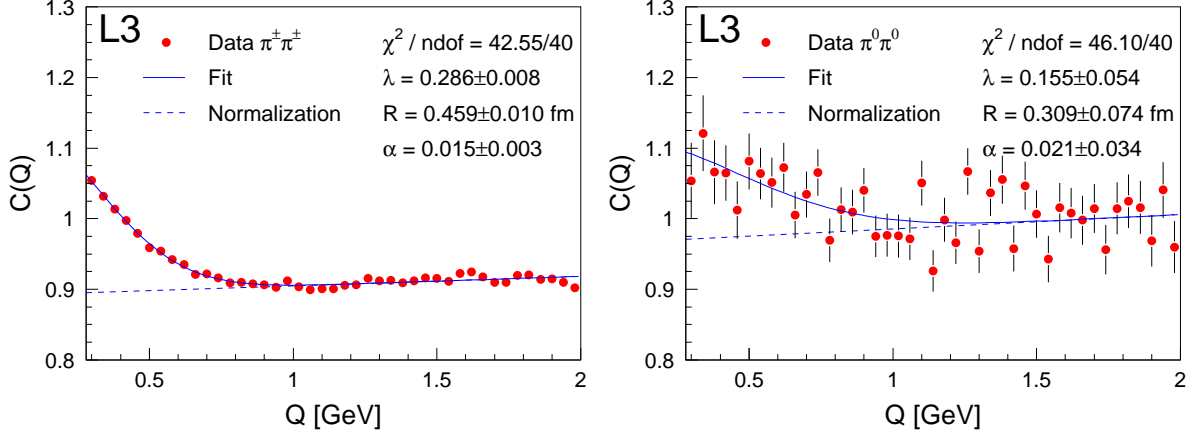 L3
Data π±π±
Fit
Normalization
χ² / ndof = 42.55/40
λ = 0.286±0.008
R = 0.459±0.010 fm
α = 0.015±0.003
C(Q)
1.3
1.2
1.1
1
0.9
0.8
0.5
1
1.5
2
Q [GeV]
L3
Data π⁰π⁰
Fit
Normalization
χ² / ndof = 46.10/40
λ = 0.155±0.054
R = 0.309±0.074 fm
α = 0.021±0.034
C(Q)
1.3
1.2
1.1
1
0.9
0.8
0.5
1
1.5
2
Q [GeV]